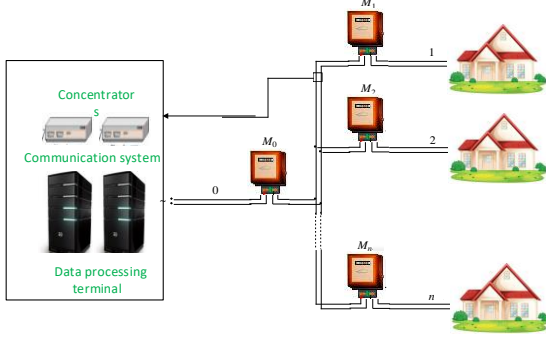 M1
1
Concentrator
s
M2
Communication system
2
M0
0
~
Mn
Data processing
terminal
n